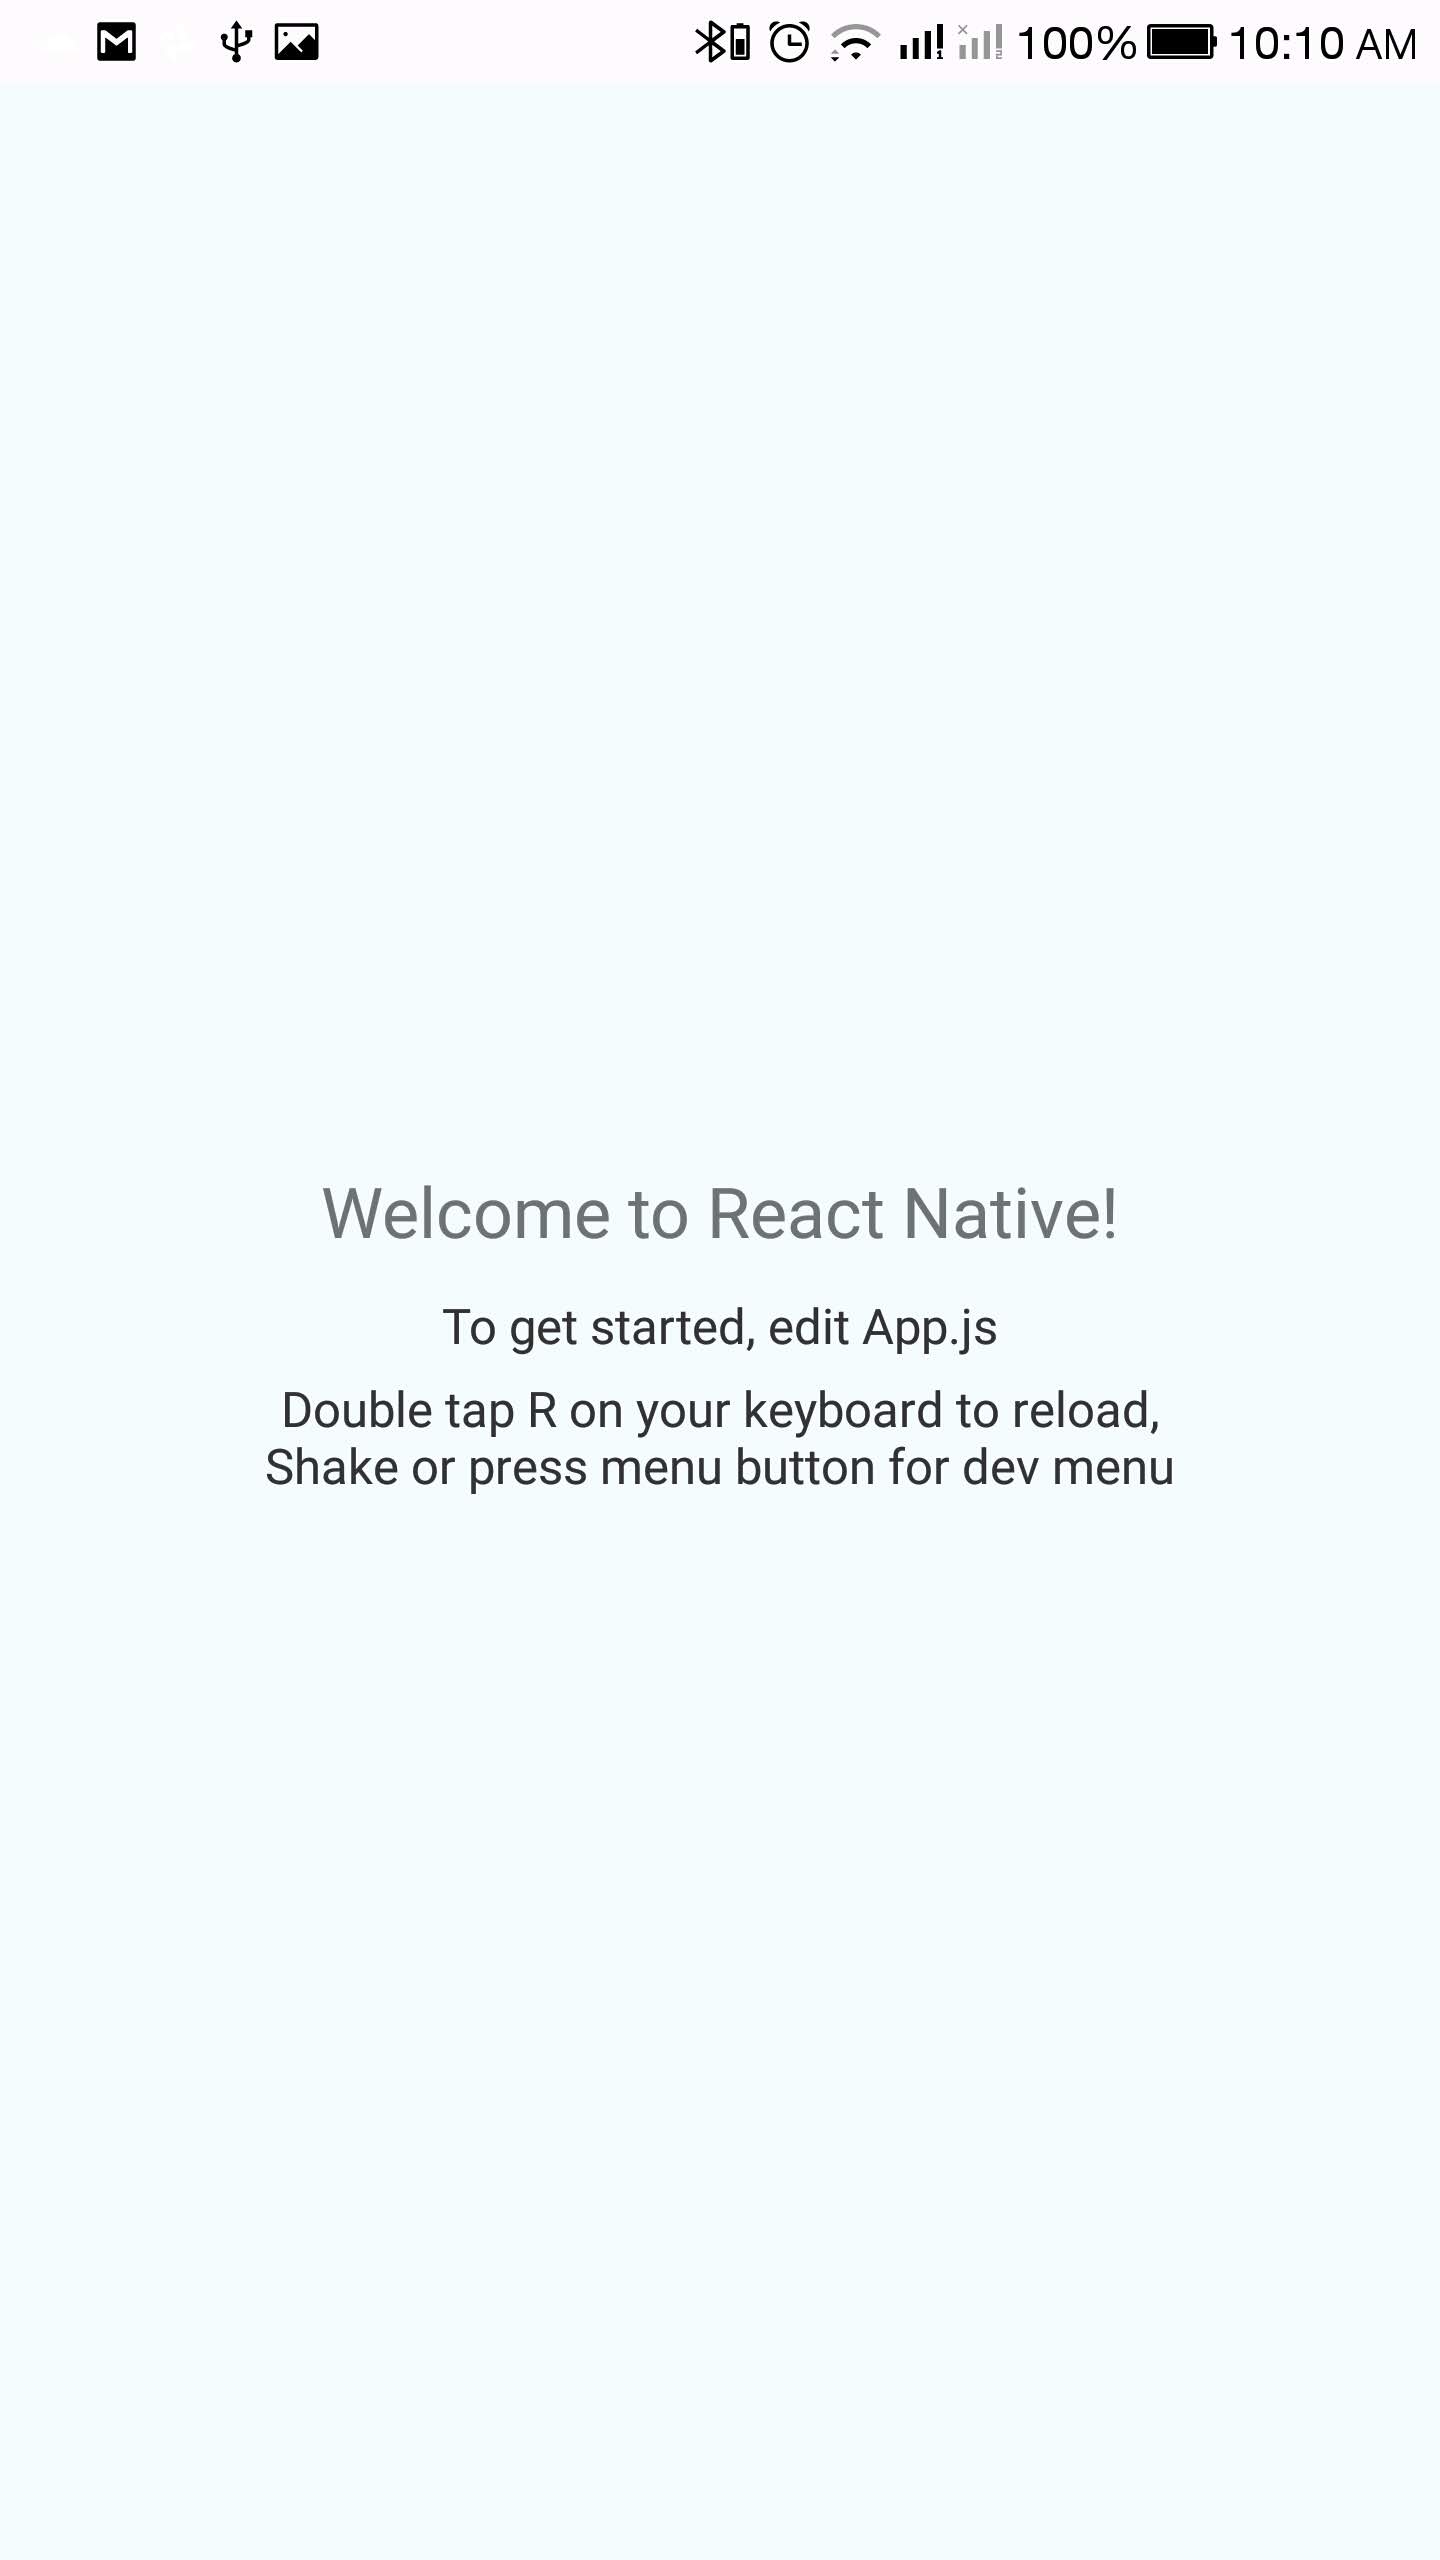 100% 10:10 AM
Welcome to React Native!
To get started, edit App.js
Double tap R on your keyboard to reload,
Shake or press menu button for dev menu